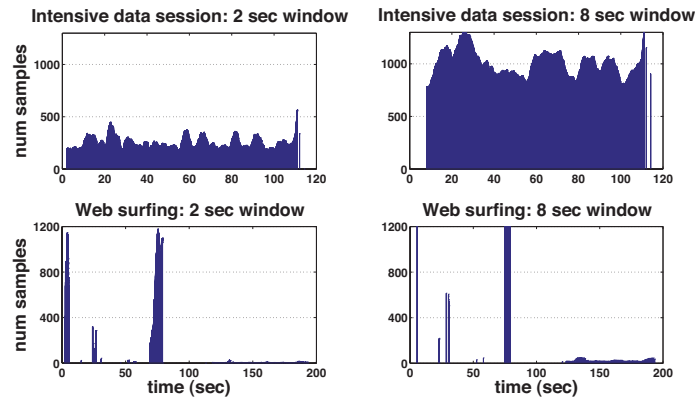 Intensive data session: 2 sec window
num samples
1000
500
0
0 20 40 60 80 100 120
Intensive data session: 8 sec window
1000
500
0
0 20 40 60 80 100 120
Web surfing: 2 sec window
num samples
1200
800
400
0
0 50 100 150 200
time (sec)
Web surfing: 8 sec window
1200
800
400
0
0 50 100 150 200
time (sec)